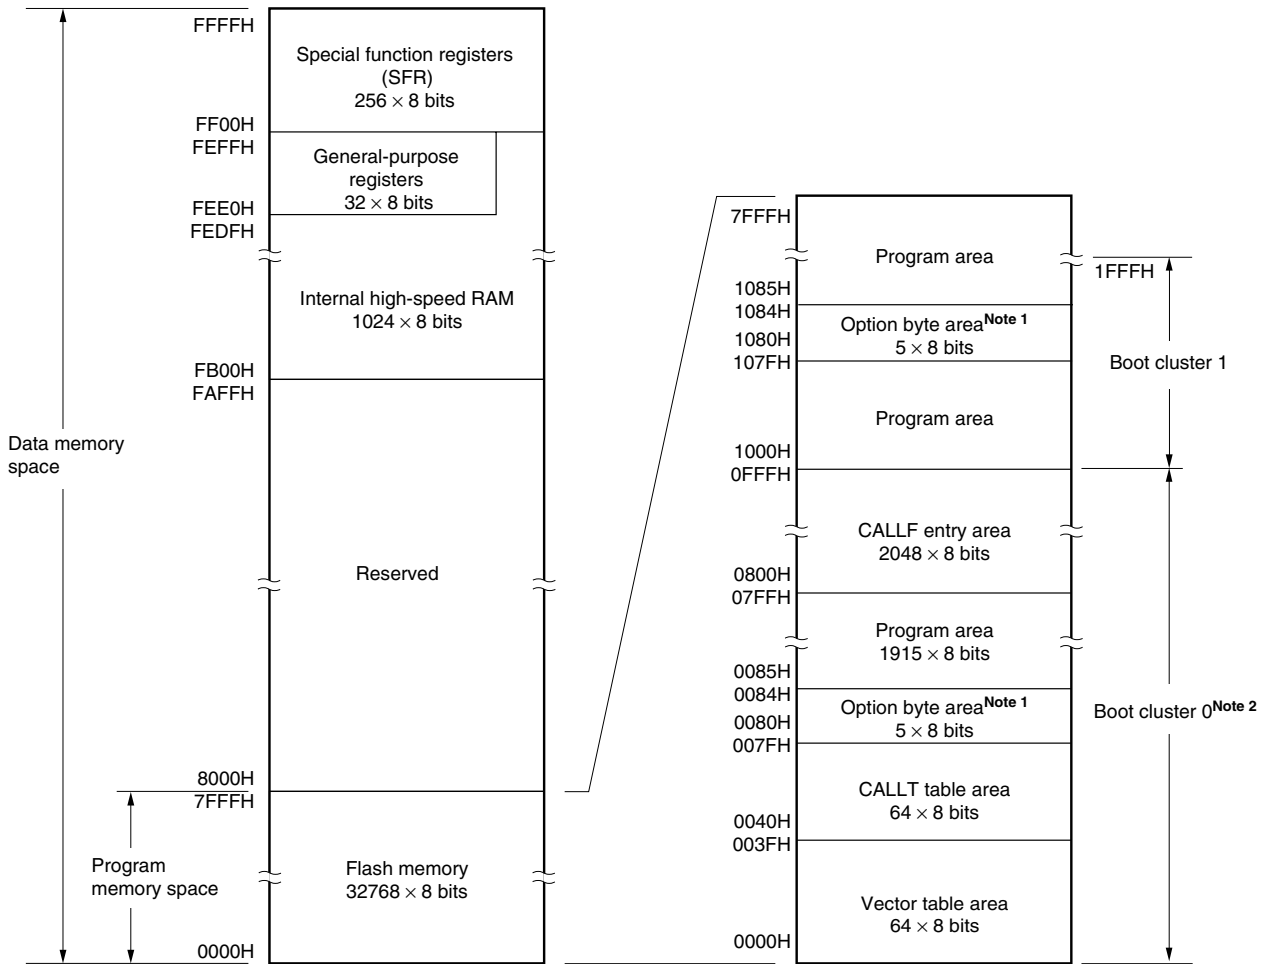 FFFFH
Special function registers
(SFR)
256 × 8 bits
FF00H
FEFFH
General-purpose
registers
32 × 8 bits
FEE0H
FEDFH
Internal high-speed RAM
1024 × 8 bits
FB00H
FAFFH
Data memory
space
Reserved
8000H
7FFFH
Program
memory space
Flash memory
32768 × 8 bits
0000H
7FFFH
Program area
1FFFH
1085H
1084H
Option byte areaNote 1
5 × 8 bits
1080H
107FH
Boot cluster 1
Program area
1000H
0FFFH
CALLF entry area
2048 × 8 bits
0800H
07FFH
Program area
1915 × 8 bits
0085H
0084H
Option byte areaNote 1
5 × 8 bits
0080H
007FH
Boot cluster 0Note 2
CALLT table area
64 × 8 bits
0040H
003FH
Vector table area
64 × 8 bits
0000H